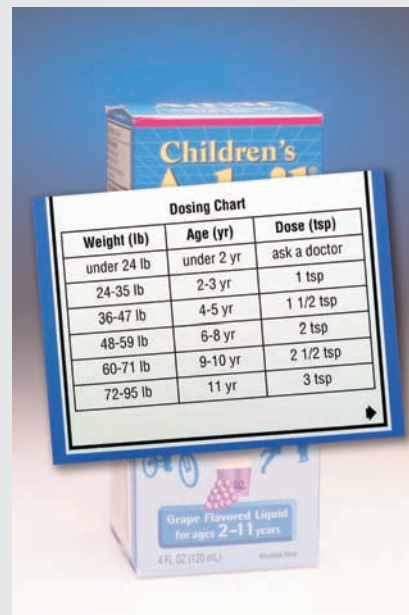 Children's
Dosing Chart
Weight (lb) Age (yr) Dose (tsp)
under 24 lb under 2 yr ask a doctor
24-35 lb 2-3 yr 1 tsp
36-47 lb 4-5 yr 1 1/2 tsp
48-59 lb 6-8 yr 2 tsp
60-71 lb 9-10 yr 2 1/2 tsp
72-95 lb 11 yr 3 tsp
Grape Flavored Liquid
for ages 2-11 years
4 FL OZ (120 mL) Alcohol free